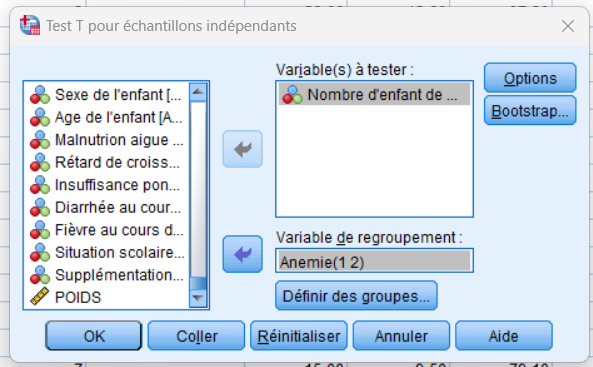 Test T pour échantillons indépendants
Sexe de l'enfant [...
Age de l'enfant [A...
Malnutrition aigue ...
Rétard de croiss...
Insuffisance pon...
Diarrhée au cour...
Fièvre au cours d...
Situation scolaire...
Supplémentation...
POIDS
Variable(s) à tester :
Nombre d'enfant de ...
Options
Bootstrap...
Variable de regroupement :
Anemie(1 2)
Définir des groupes...
OK
Coller
Réinitialiser
Annuler
Aide